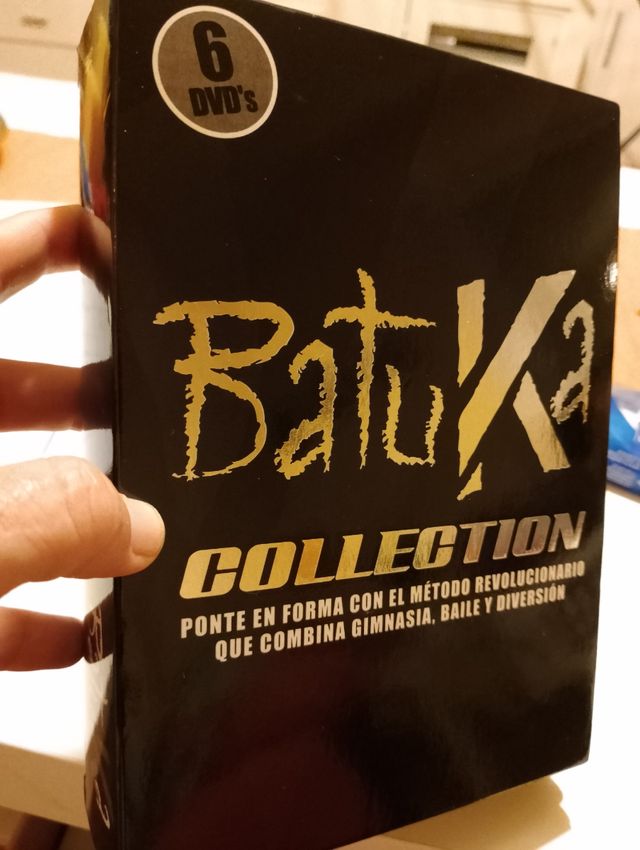 6
DVD's
BatuKa
COLLECTION
PONTE EN FORMA CON EL MÉTODO REVOLUCIONARIO
QUE COMBINA GIMNASIA, BAILE Y DIVERSIÓN